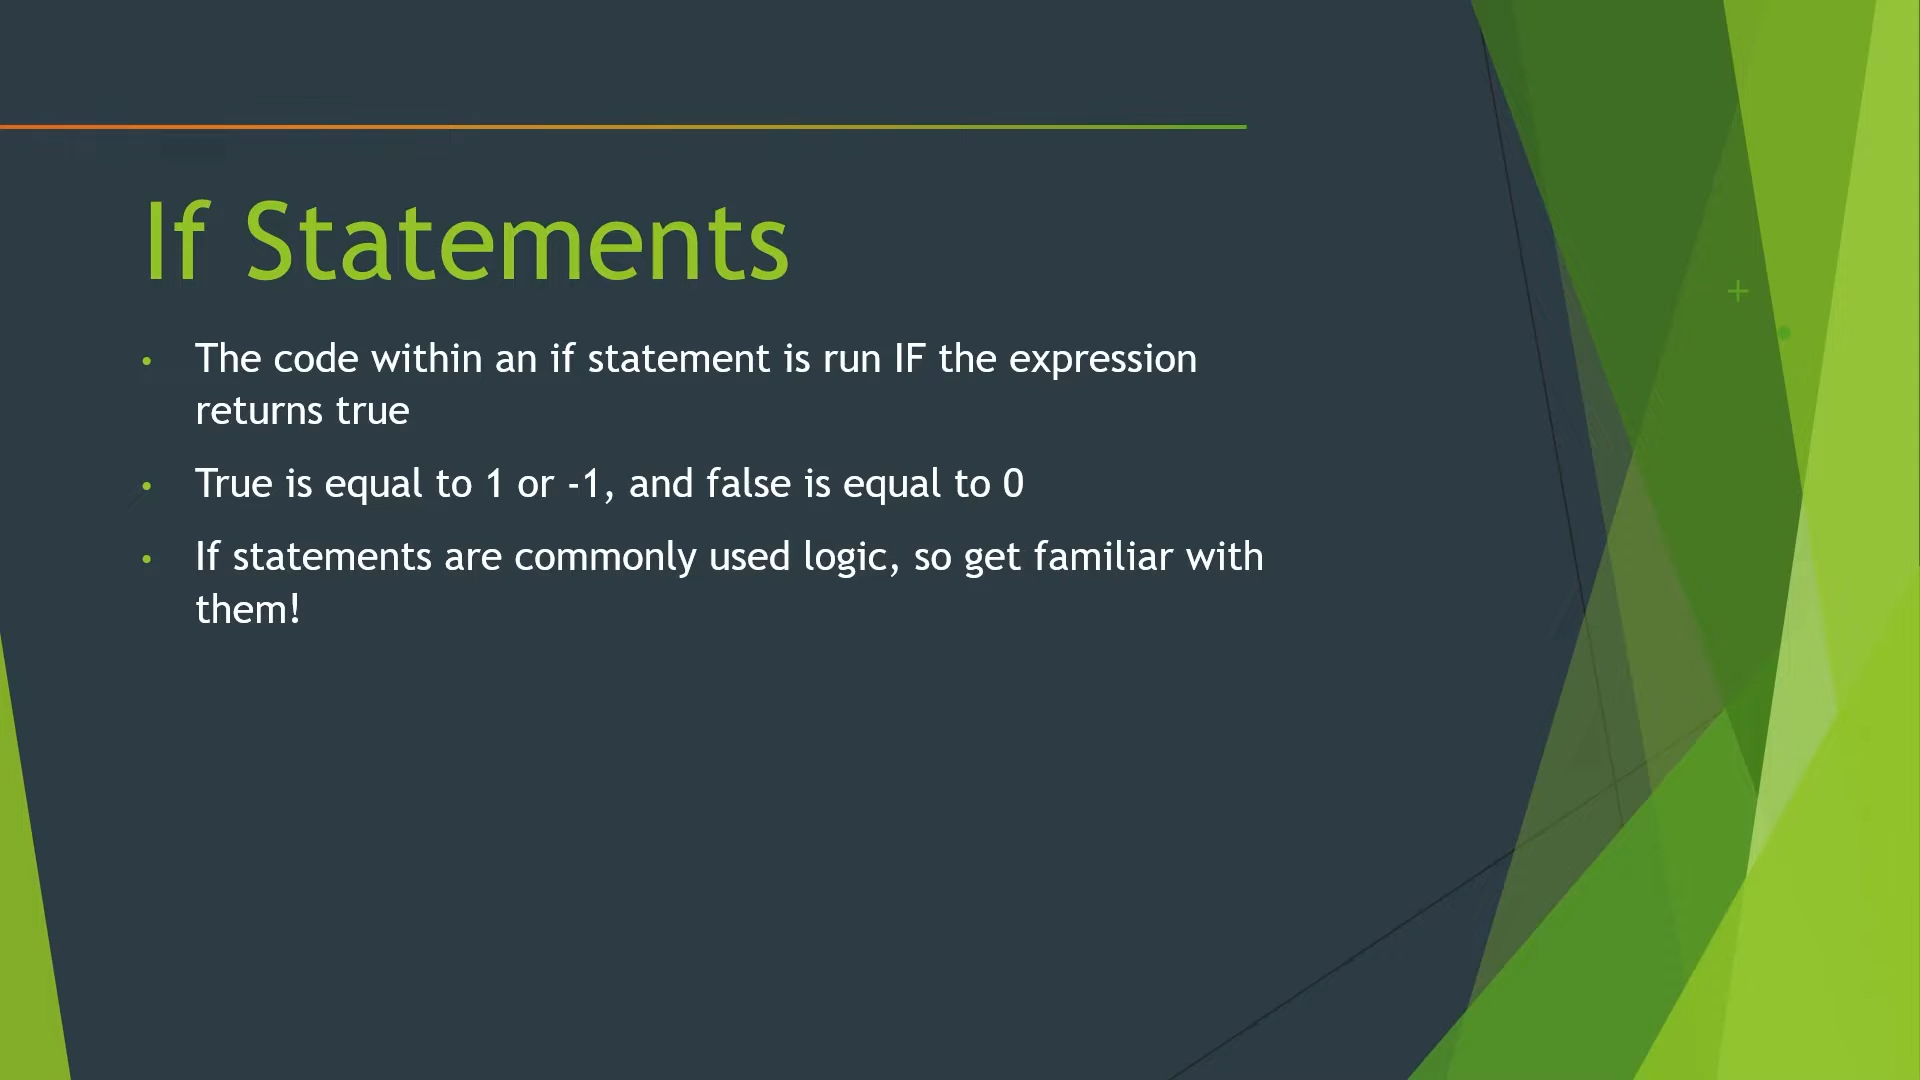 If Statements
• The code within an if statement is run IF the expression
returns true
• True is equal to 1 or -1, and false is equal to 0
• If statements are commonly used logic, so get familiar with
them!